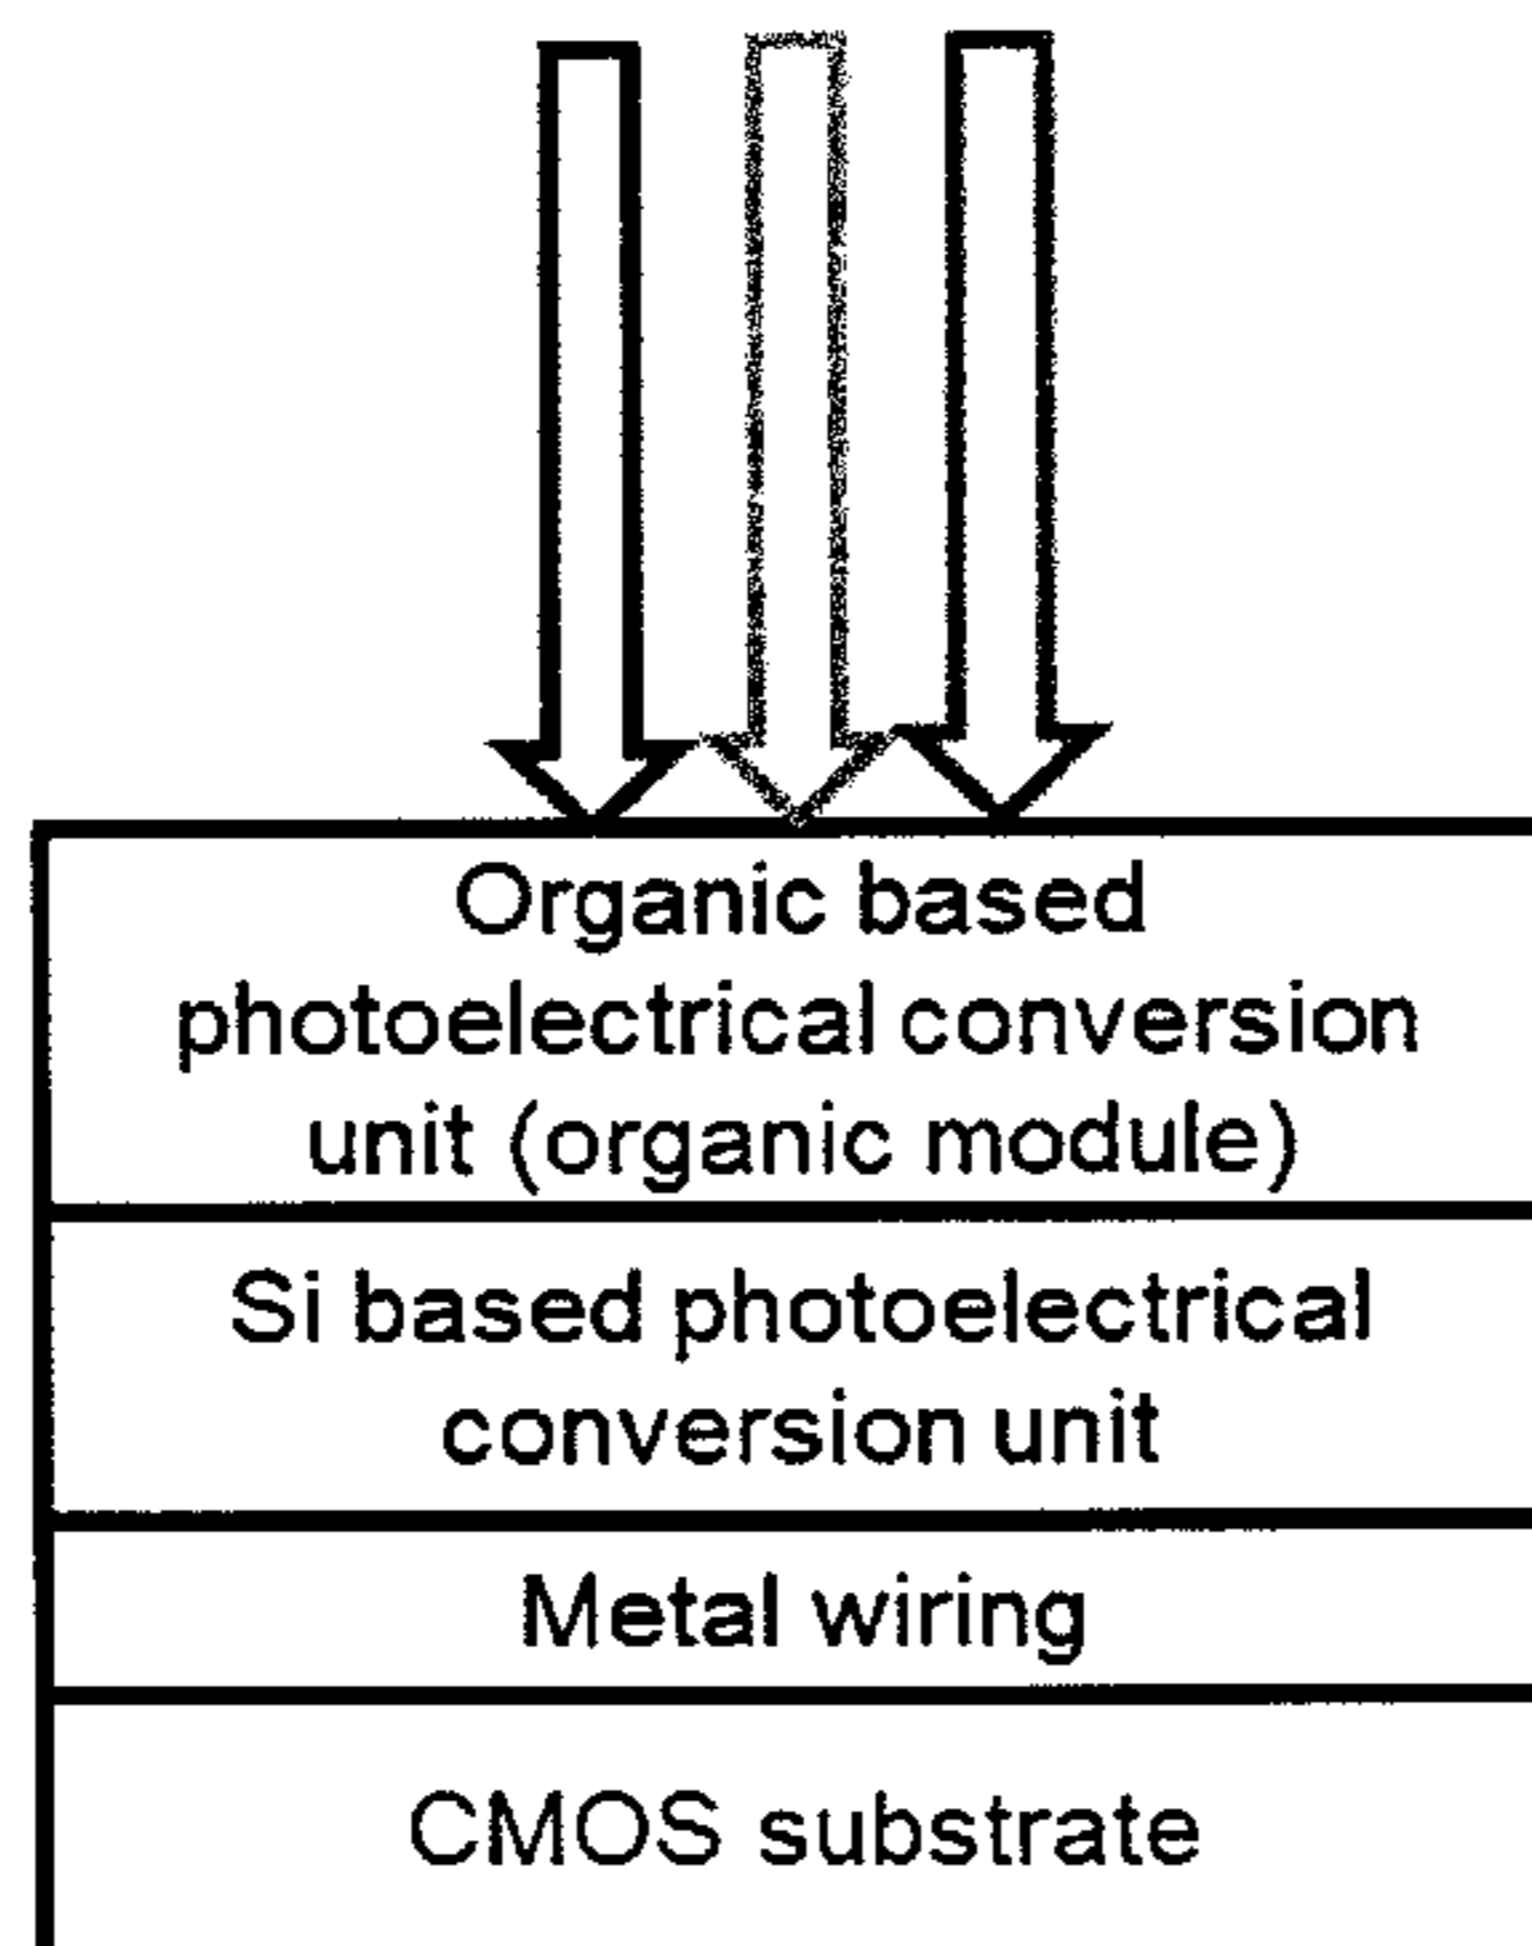 Organic based
photoelectrical conversion
unit (organic module)
Si based photoelectrical
conversion unit
Metal wiring
CMOS substrate